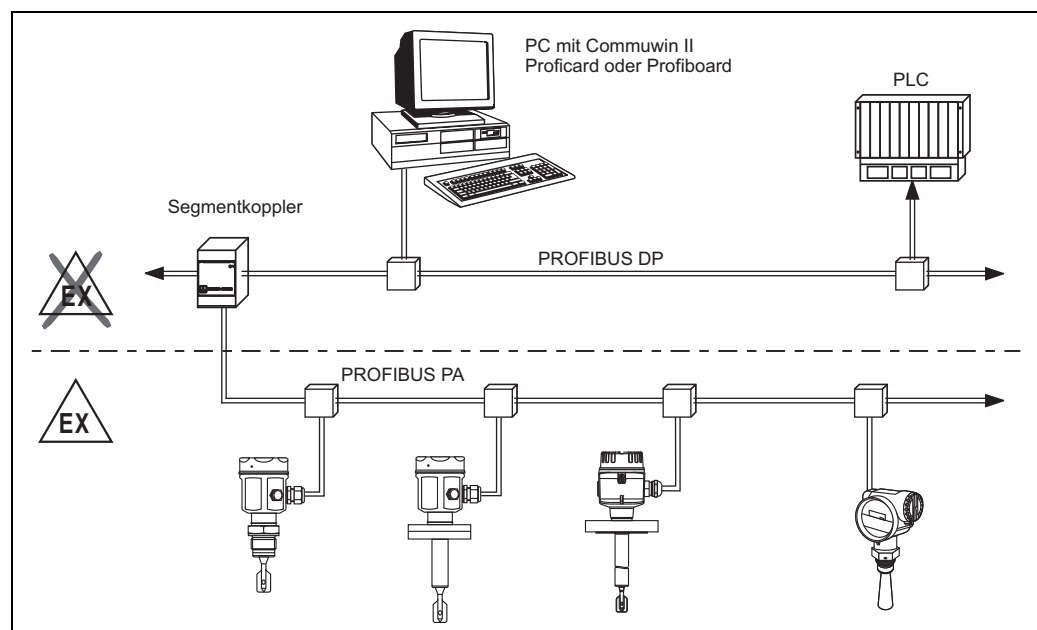 PC mit Commuwin II
Proficard oder Profiboard
PLC
Segmentkoppler
PROFIBUS DP
EX
PROFIBUS PA
EX